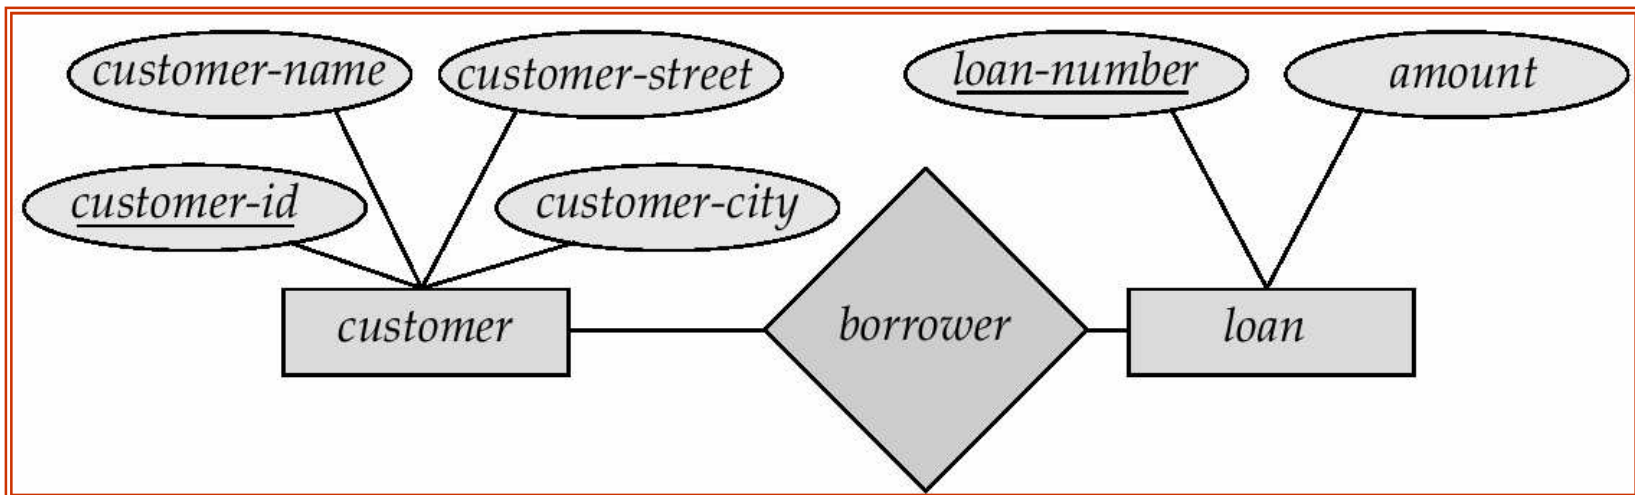 customer-name customer-street loan-number amount
customer-id customer-city
customer borrower loan